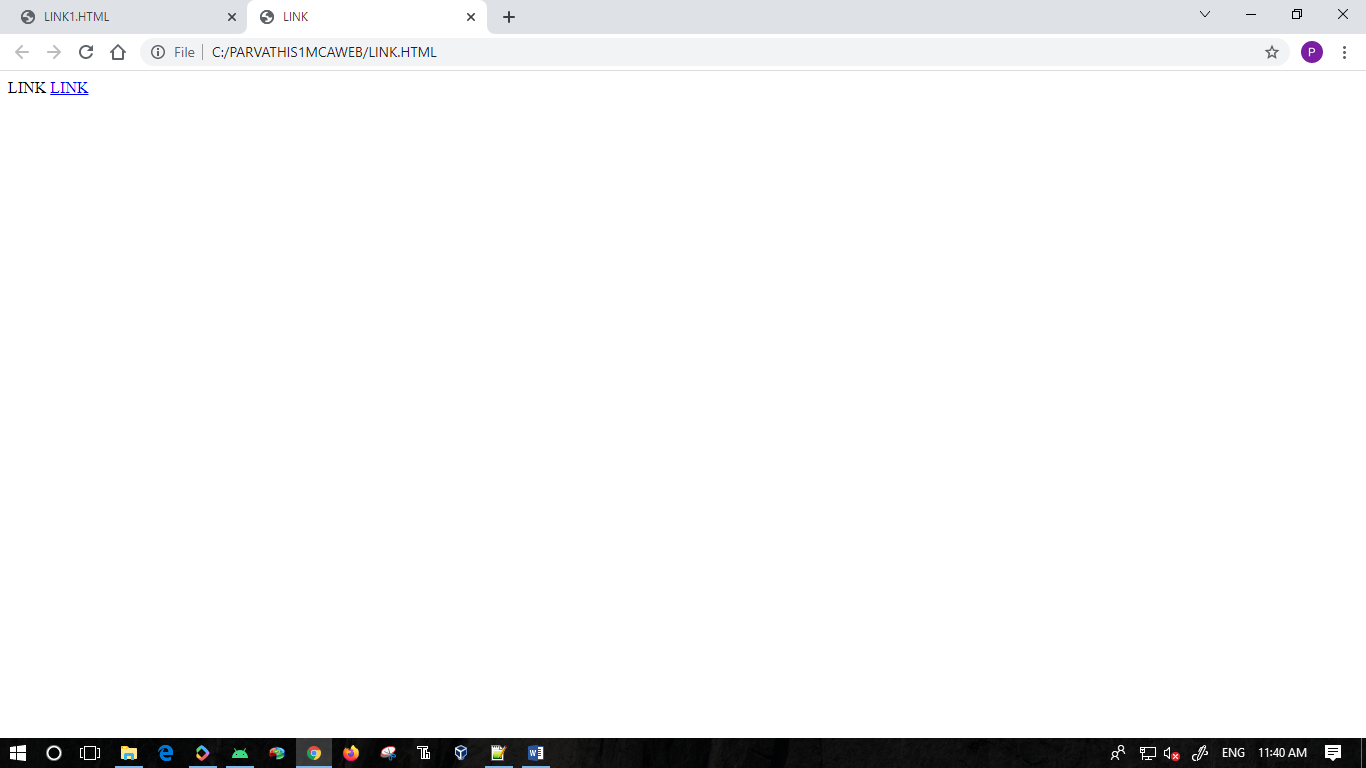 LINK1.HTML LINK
File C:/PARVATHIS1MCAWEB/LINK.HTML P
LINK LINK
ENG 11:40 AM